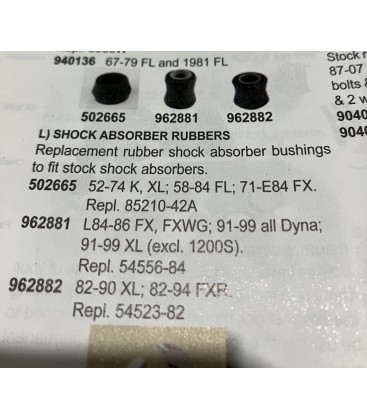 940136 67-79 FL and 1981 FL
502665 962881 962882
L) SHOCK ABSORBER RUBBERS
Replacement rubber shock absorber bushings
to fit stock shock absorbers.
502665 52-74 K, XL; 58-84 FL; 71-E84 FX.
Repl. 85210-42A
962881 L84-86 FX, FXWG; 91-99 all Dyna;
91-99 XL (excl. 1200S).
Repl. 54556-84
962882 82-90 XL; 82-94 FXR.
Repl. 54523-82
Stock r
87-07
bolts &
& 2 w
9040
9040